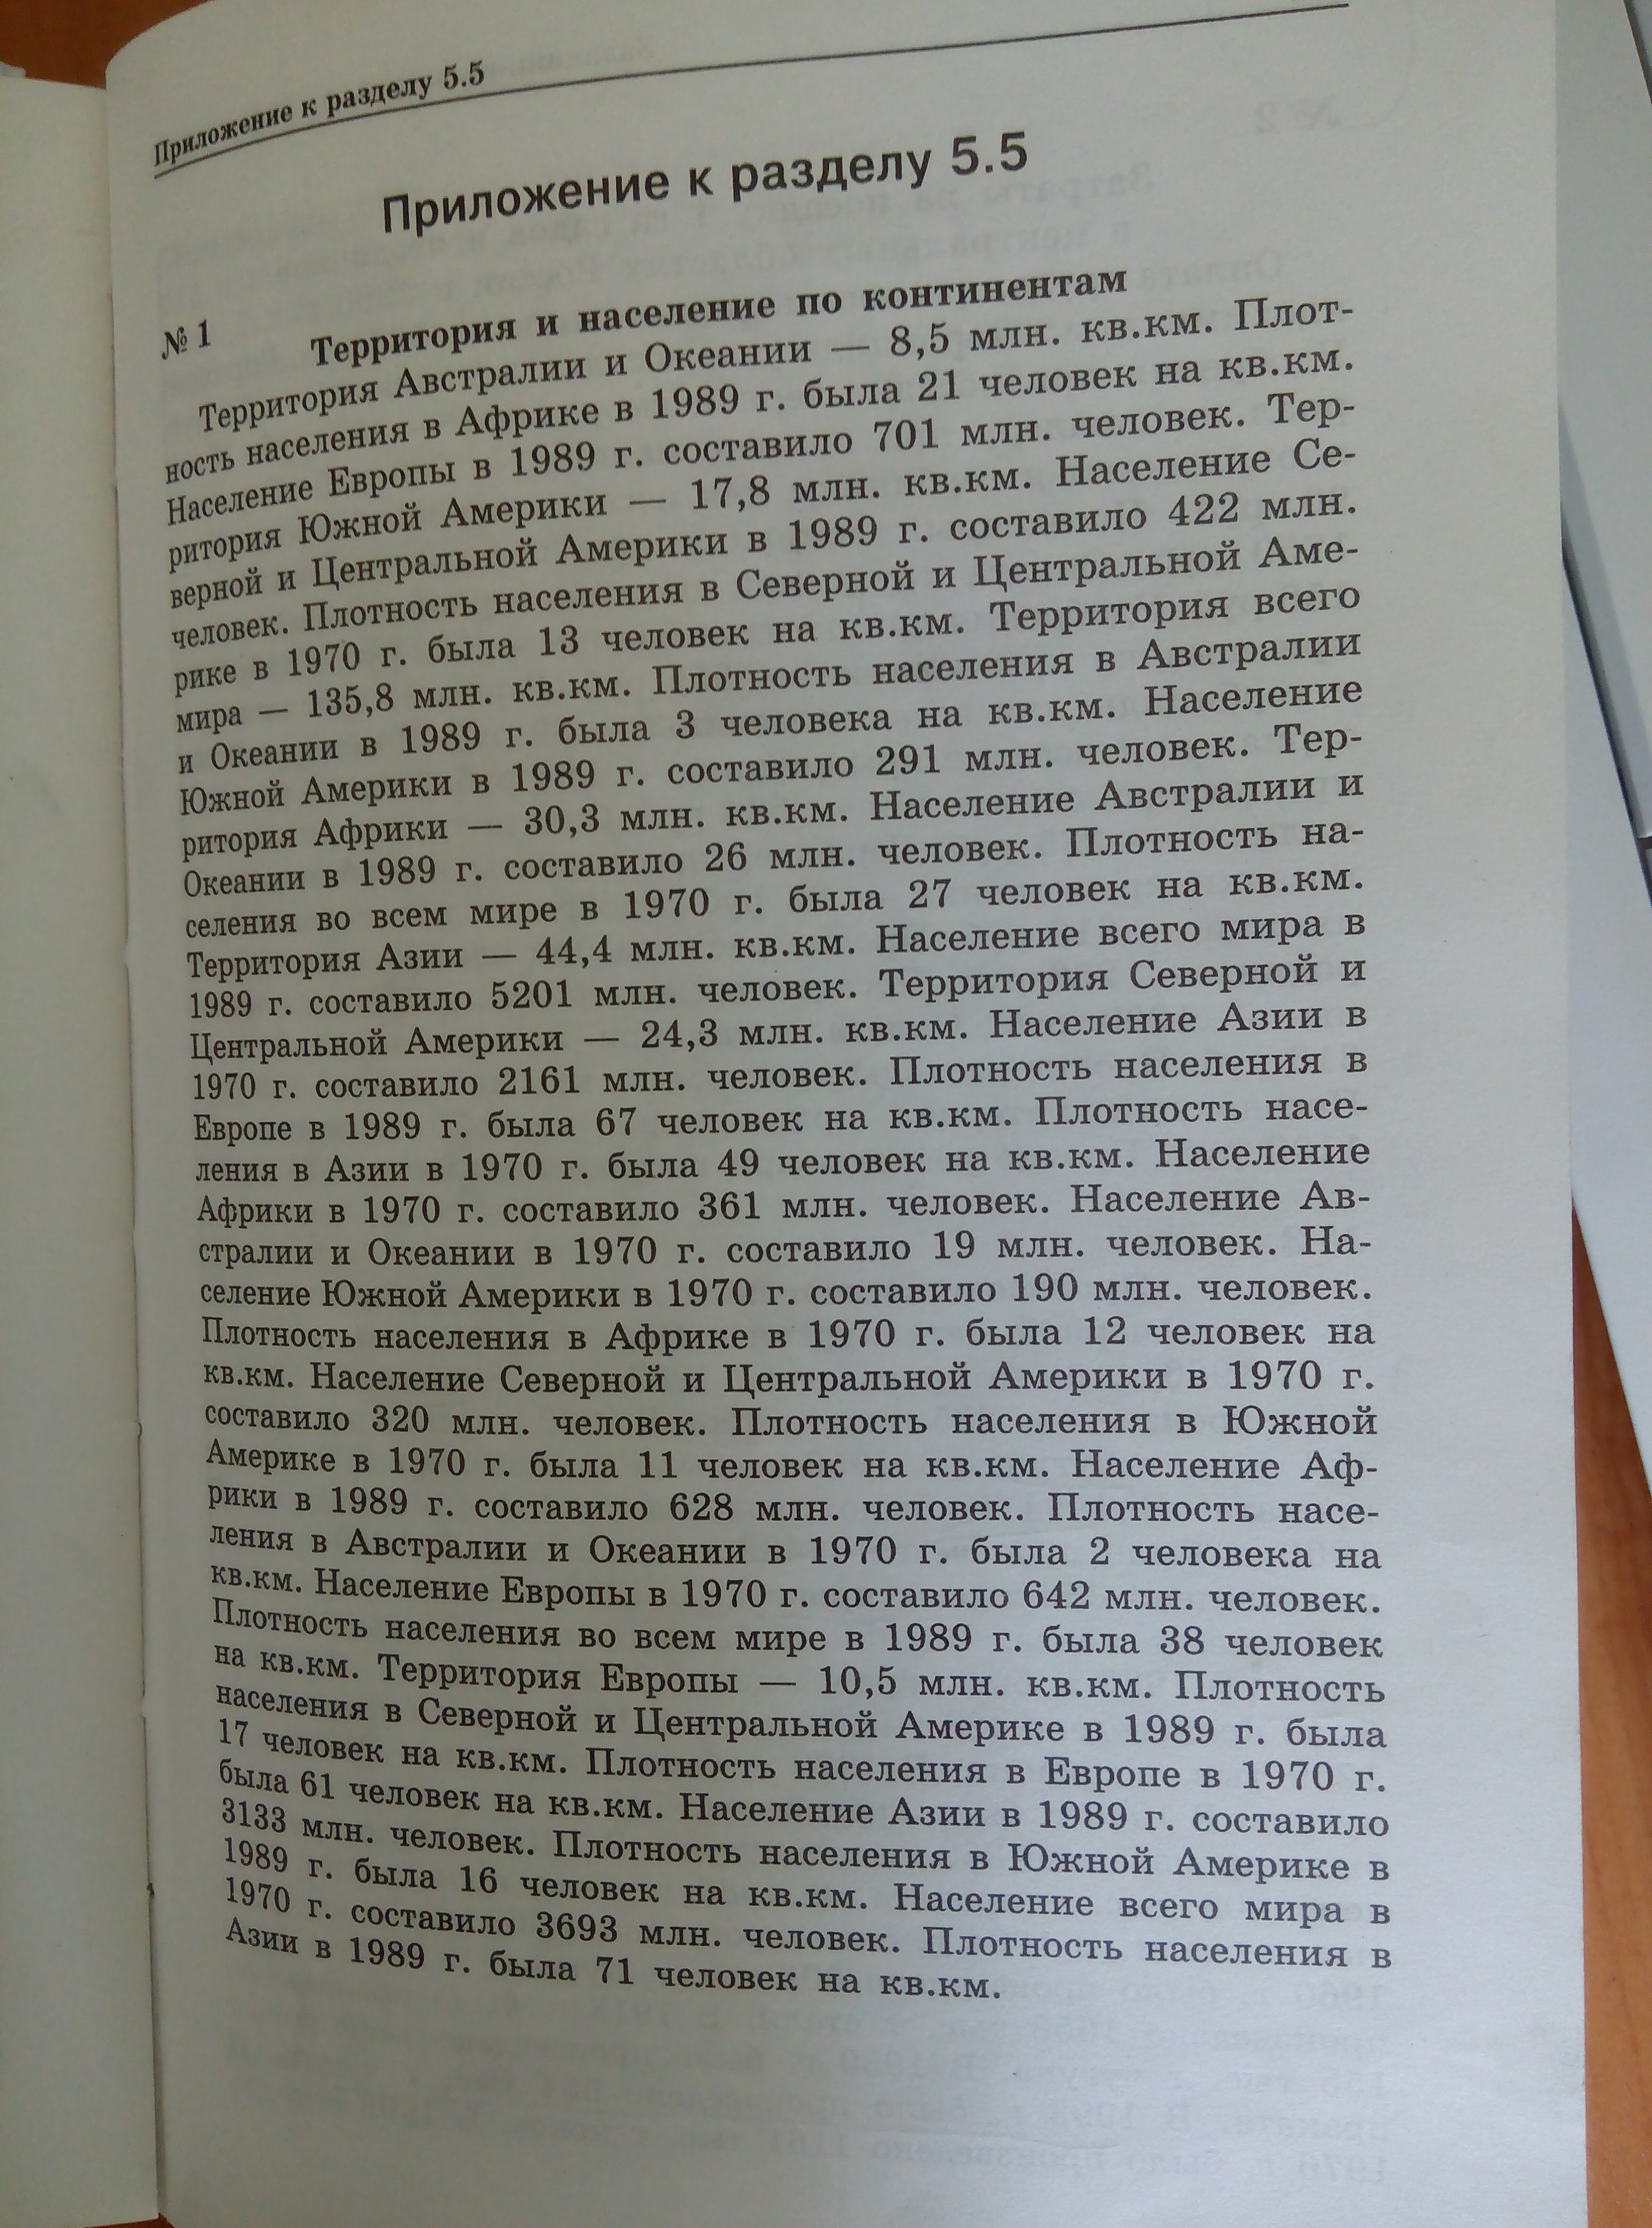 Приложение к разделу 5.5
Приложение к разделу 5.5
№ 1
Территория и население по континентам
Территория Австралии и Океании — 8,5 млн. кв.км. Плот-
ность населения в Африке в 1989 г. была 21 человек на кв.км.
Население Европы в 1989 г. составило 701 млн. человек. Тер-
ритория Южной Америки — 17,8 млн. кв.км. Население Се-
верной и Центральной Америки в 1989 г. составило 422 млн.
человек. Плотность населения в Северной и Центральной Аме-
рике в 1970 г. была 13 человек на кв.км. Территория всего
мира — 135,8 млн. кв.км. Плотность населения в Австралии
и Океании в 1989 г. была 3 человека на кв.км. Население
Южной Америки в 1989 г. составило 291 млн. человек. Тер-
ритория Африки — 30,3 млн. кв.км. Население Австралии и
Океании в 1989 г. составило 26 млн. человек. Плотность на-
селения во всем мире в 1970 г. была 27 человек на кв.км.
Территория Азии — 44,4 млн. кв.км. Население всего мира в
1989 г. составило 5201 млн. человек. Территория Северной и
Центральной Америки — 24,3 млн. кв.км. Население Азии в
1970 г. составило 2161 млн. человек. Плотность населения в
Европе в 1989 г. была 67 человек на кв.км. Плотность насе-
ления в Азии в 1970 г. была 49 человек на кв.км. Население
Африки в 1970 г. составило 361 млн. человек. Население Ав-
стралии и Океании в 1970 г. составило 19 млн. человек. На-
селение Южной Америки в 1970 г. составило 190 млн. человек.
Плотность населения в Африке в 1970 г. была 12 человек на
кв.км. Население Северной и Центральной Америки в 1970 г.
составило 320 млн. человек. Плотность населения в Южной
Америке в 1970 г. была 11 человек на кв.км. Население Аф-
рики в 1989 г. составило 628 млн. человек. Плотность насе-
ления в Австралии и Океании в 1970 г. была 2 человека на
кв.км. Население Европы в 1970 г. составило 642 млн. человек.
Плотность населения во всем мире в 1989 г. была 38 человек
на кв.км. Территория Европы — 10,5 млн. кв.км. Плотность
населения в Северной и Центральной Америке в 1989 г. была
17 человек на кв.км. Плотность населения в Европе в 1970 г.
была 61 человек на кв.км. Население Азии в 1989 г. составило
3133 млн. человек. Плотность населения в Южной Америке в
1989 г. была 16 человек на кв.км. Население всего мира в
1970 г. составило 3693 млн. человек. Плотность населения в
Азии в 1989 г. была 71 человек на кв.км.